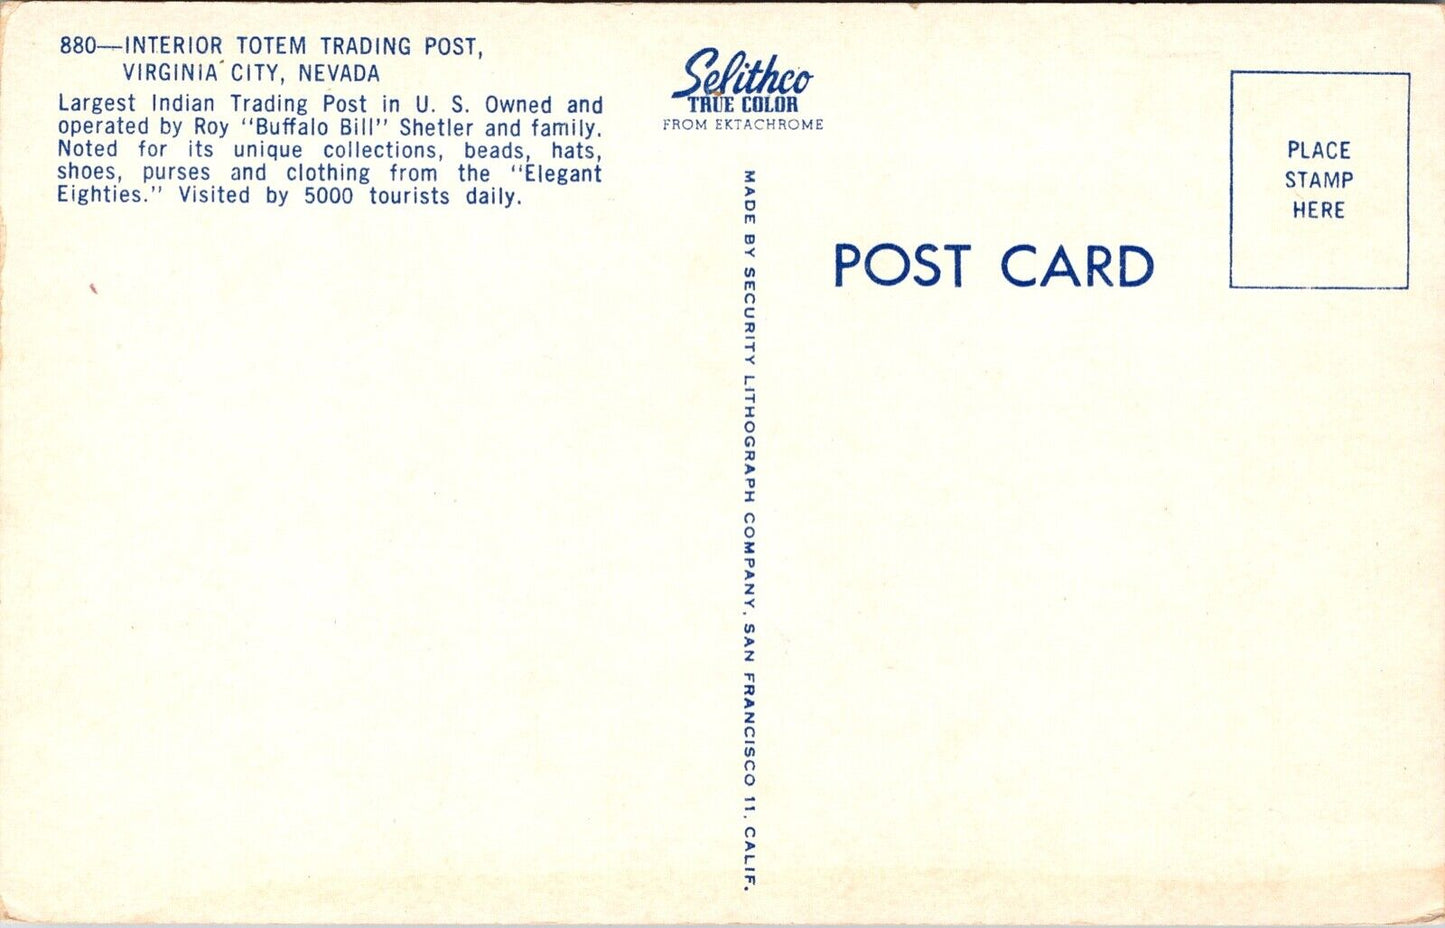 880—INTERIOR TOTEM TRADING POST,
VIRGINIA CITY, NEVADA
Largest Indian Trading Post in U. S. Owned and
operated by Roy "Buffalo Bill" Shetler and family.
Noted for its unique collections, beads, hats,
shoes, purses and clothing from the "Elegant
Eighties." Visited by 5000 tourists daily.
Selithco
TRUE COLOR
FROM EKTACHROME
MADE BY SECURITY LITHOGRAPH COMPANY, SAN FRANCISCO 11, CALIF.
POST CARD
PLACE
STAMP
HERE